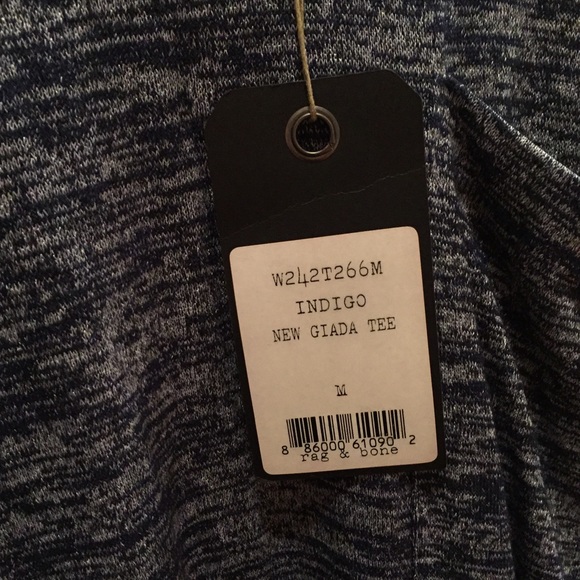 W242T266M
INDIGO
NEW GIADA TEE
M
8 86000 61090 2
rag & bone